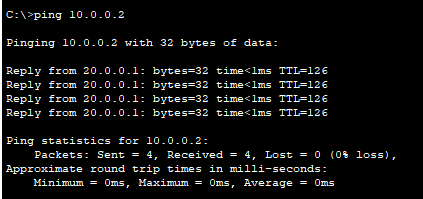 C:\>ping 10.0.0.2
Pinging 10.0.0.2 with 32 bytes of data:
Reply from 20.0.0.1: bytes=32 time<1ms TTL=126
Reply from 20.0.0.1: bytes=32 time<1ms TTL=126
Reply from 20.0.0.1: bytes=32 time<1ms TTL=126
Reply from 20.0.0.1: bytes=32 time<1ms TTL=126
Ping statistics for 10.0.0.2:
Packets: Sent = 4, Received = 4, Lost = 0 (0% loss),
Approximate round trip times in milli-seconds:
Minimum = 0ms, Maximum = 0ms, Average = 0ms